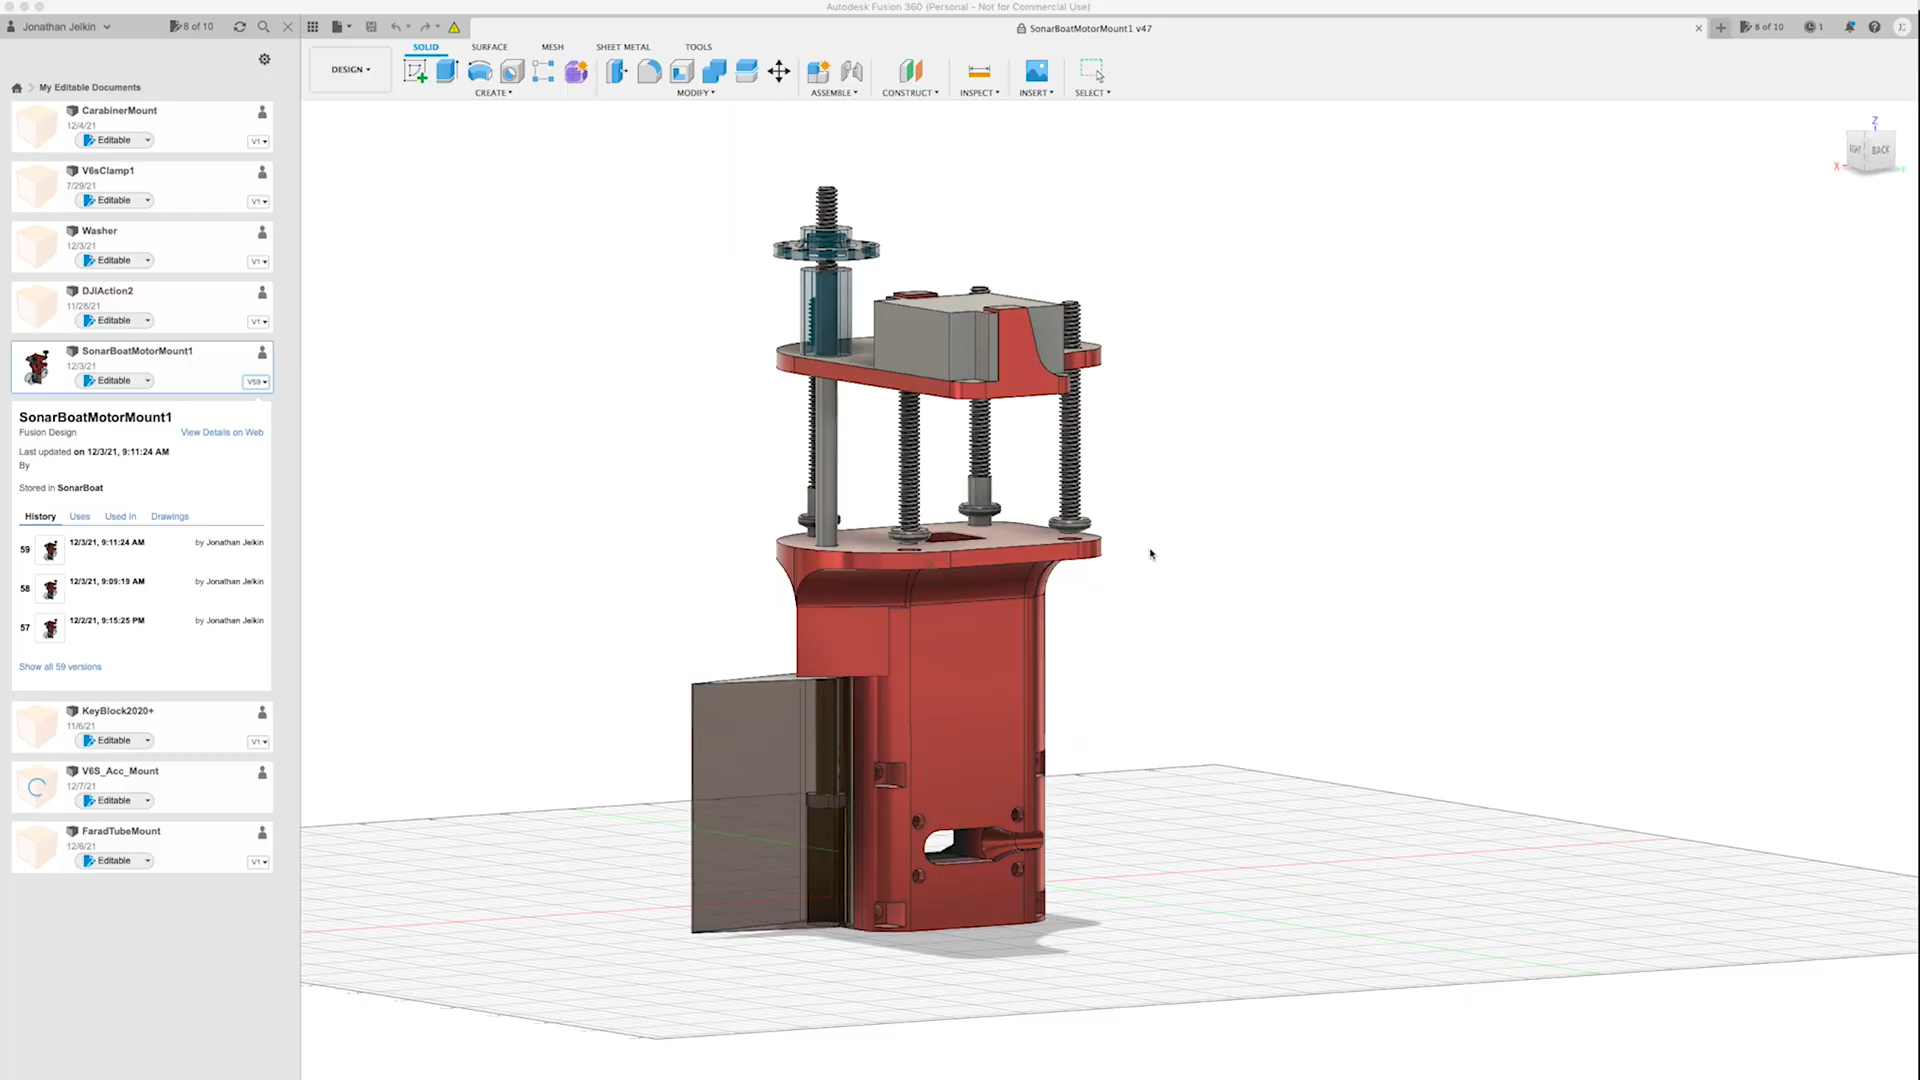 Autodesk Fusion 360 (Personal - Not for Commercial Use)
Jonathan Jelkin
8 of 10
SonarBoatMotorMount1 v47
8 of 10
1
SOLID
SURFACE
MESH
SHEET METAL
TOOLS
DESIGN
CREATE
MODIFY
ASSEMBLE
CONSTRUCT
INSPECT
INSERT
SELECT
My Editable Documents
CarabinerMount
12/4/21
Editable
V1
V6sClamp1
7/29/21
Editable
V1
Washer
12/3/21
Editable
V1
DJIAction2
11/28/21
Editable
V1
SonarBoatMotorMount1
12/3/21
Editable
V59
SonarBoatMotorMount1
Fusion Design
View Details on Web
Last updated on 12/3/21, 9:11:24 AM
By
Stored in SonarBoat
History
Uses
Used In
Drawings
59
12/3/21, 9:11:24 AM
by Jonathan Jelkin
58
12/3/21, 9:09:19 AM
by Jonathan Jelkin
57
12/2/21, 9:15:25 PM
by Jonathan Jelkin
Show all 59 versions
KeyBlock2020+
11/6/21
Editable
V1
V6S_Acc_Mount
12/7/21
Editable
FaradTubeMount
12/6/21
Editable
V1
Z
X
RIGHT
BACK